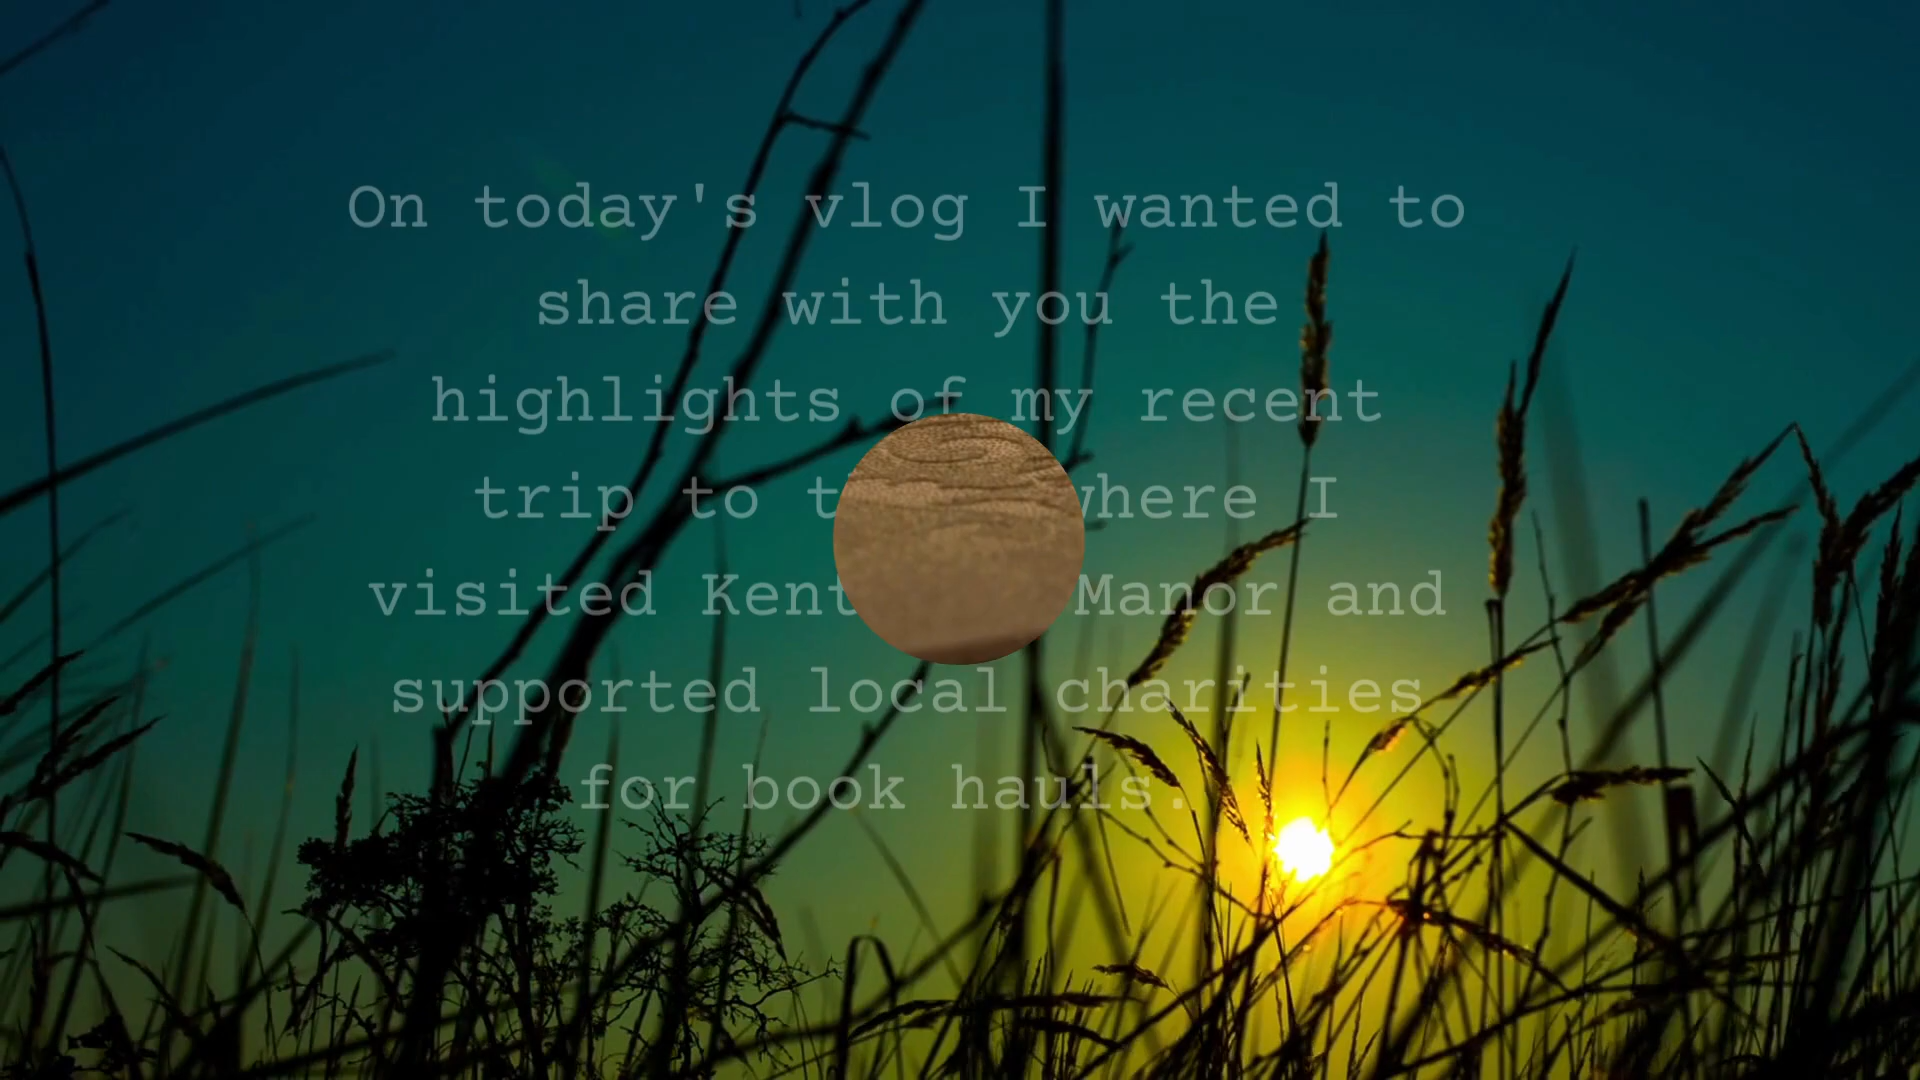 On today's vlog I wanted to
share with you the
highlights of my recent
trip to where I
visited Manor and
supported local charities
for book hauls.